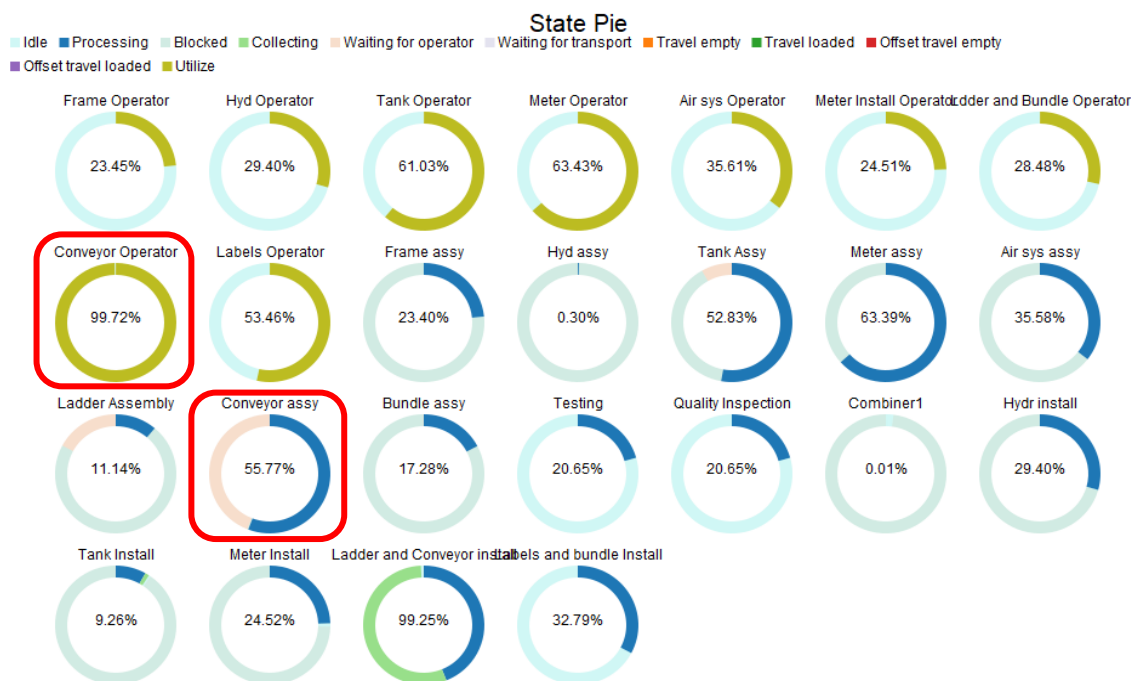 State Pie
Idle Processing Blocked Collecting Waiting for operator Waiting for transport Travel empty Travel loaded Offset travel empty
Offset travel loaded Utilize
Frame Operator Hyd Operator Tank Operator Meter Operator Air sys Operator Meter Install Operator dder and Bundle Operator
23.45% 29.40% 61.03% 63.43% 35.61% 24.51% 28.48%
Conveyor Operator Labels Operator Frame assy Hyd assy Tank Assy Meter assy Air sys assy
99.72% 53.46% 23.40% 0.30% 52.83% 63.39% 35.58%
Ladder Assembly Conveyor assy Bundle assy Testing Quality Inspection Combiner1 Hydr install
11.14% 55.77% 17.28% 20.65% 20.65% 0.01% 29.40%
Tank Install Meter Install Ladder and Conveyor install Labels and bundle Install
9.26% 24.52% 99.25% 32.79%